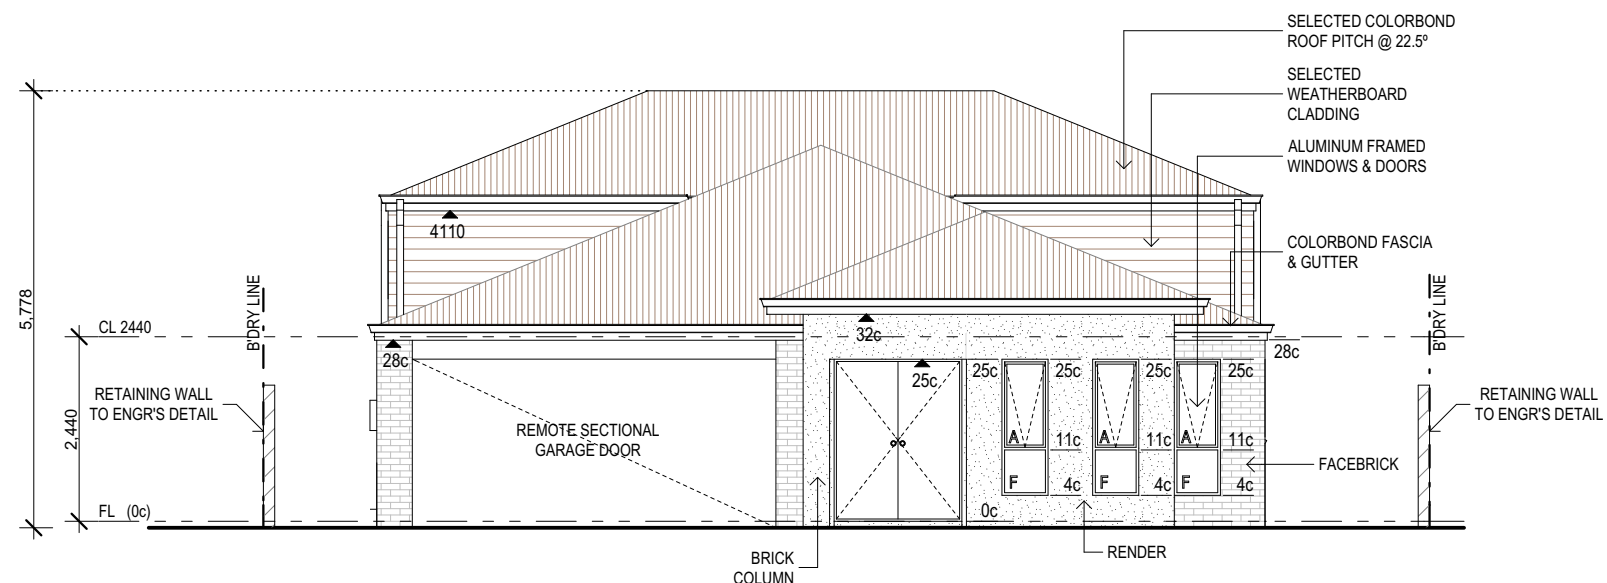 SELECTED COLORBOND
ROOF PITCH @ 22.5º
SELECTED
WEATHERBOARD
CLADDING
ALUMINUM FRAMED
WINDOWS & DOORS
4110
COLORBOND FASCIA
& GUTTER
5,778
B'DRY LINE
B'DRY LINE
CL 2440
32c
28c
28c
25c
25c
25c
25c
25c
RETAINING WALL
TO ENGR'S DETAIL
RETAINING WALL
TO ENGR'S DETAIL
2,440
REMOTE SECTIONAL
GARAGE DOOR
A
11c
A
11c
A
11c
FACEBRICK
F
4c
F
4c
F
4c
FL (0c)
0c
BRICK
COLUMN
RENDER